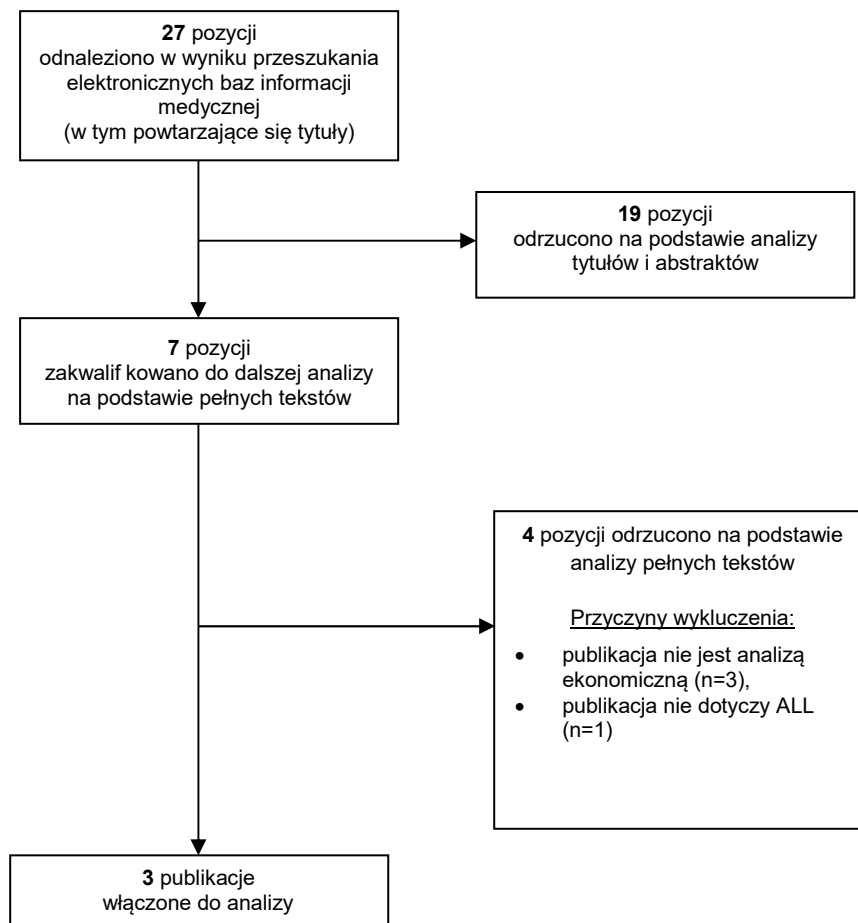 27 pozycji
odnaleziono w wyniku przeszukania
elektronicznych baz informacji
medycznej
(w tym powtarzające się tytuły)
19 pozycji
odrzucono na podstawie analizy
tytułów i abstraktów
7 pozycji
zakwalif kowano do dalszej analizy
na podstawie pełnych tekstów
4 pozycji odrzucono na podstawie
analizy pełnych tekstów
Przyczyny wykluczenia:
• publikacja nie jest analizą
ekonomiczną (n=3),
• publikacja nie dotyczy ALL
(n=1)
3 publikacje
włączone do analizy